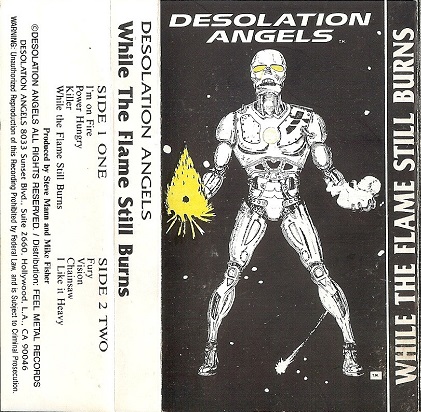 DESOLATION
ANGELS
TM
WHILE THE FLAME STILL BURNS
TM
DESOLATION ANGELS
While The Flame Still Burns
SIDE 1 ONE
I'm on Fire
Power Hungry
Killer
While the Flame Still Burns
SIDE 2 TWO
Fury
Vision
Chainsaw
I Like it Heavy
Produced by Steve Mann and Mike Fisher
©DESOLATION ANGELS ALL RIGHTS RESERVED. / Distribution: FEEL METAL RECORDS
DESOLATION ANGELS 8033 Sunset Blvd., Suite 2660, Hollywood, L.A., CA 90046
WARNING: Unauthorized Reproduction of this Recording Prohibited by Federal Law, and is Subject to Criminal Prosecution.